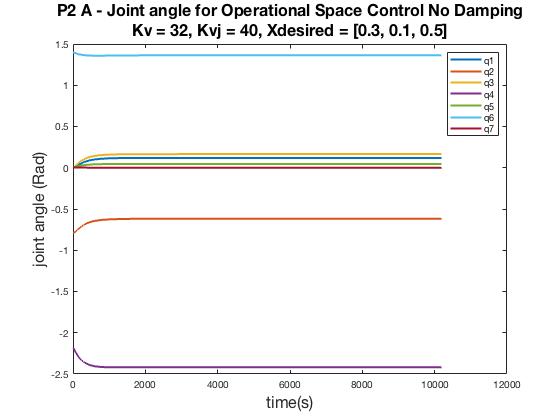 P2 A - Joint angle for Operational Space Control No Damping
Kv = 32, Kvj = 40, Xdesired = [0.3, 0.1, 0.5]
1.5
1
0.5
0
-0.5
-1
-1.5
-2
-2.5
joint angle (Rad)
q1
q2
q3
q4
q5
q6
q7
0 2000 4000 6000 8000 10000 12000
time(s)